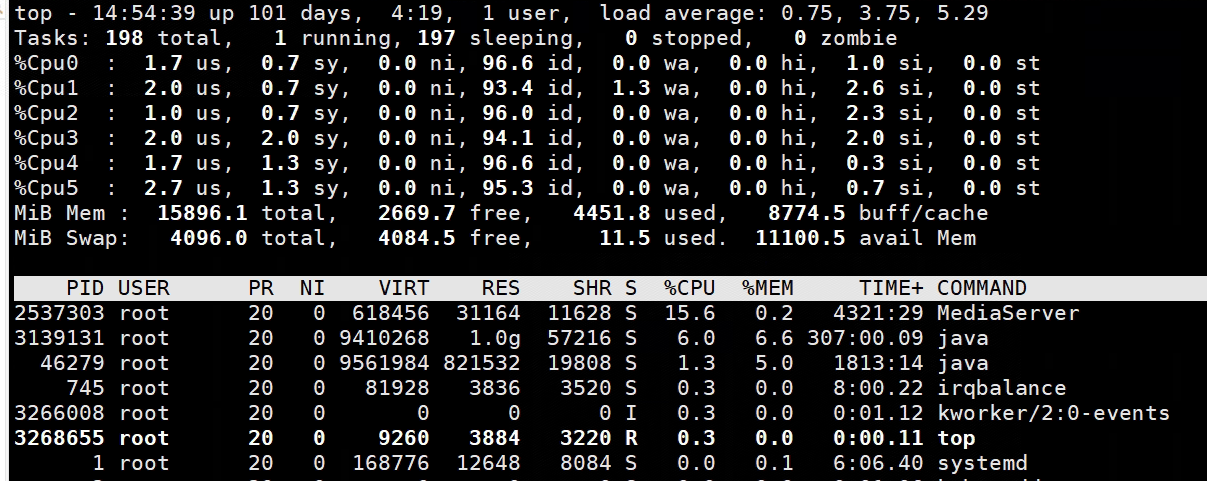 top - 14:54:39 up 101 days,  4:19,  1 user,  load average: 0.75, 3.75, 5.29
Tasks: 198 total,   1 running, 197 sleeping,   0 stopped,   0 zombie
%Cpu0  :  1.7 us,  0.7 sy,  0.0 ni, 96.6 id,  0.0 wa,  0.0 hi,  1.0 si,  0.0 st
%Cpu1  :  2.0 us,  0.7 sy,  0.0 ni, 93.4 id,  1.3 wa,  0.0 hi,  2.6 si,  0.0 st
%Cpu2  :  1.0 us,  0.7 sy,  0.0 ni, 96.0 id,  0.0 wa,  0.0 hi,  2.3 si,  0.0 st
%Cpu3  :  2.0 us,  2.0 sy,  0.0 ni, 94.1 id,  0.0 wa,  0.0 hi,  2.0 si,  0.0 st
%Cpu4  :  1.7 us,  1.3 sy,  0.0 ni, 96.6 id,  0.0 wa,  0.0 hi,  0.3 si,  0.0 st
%Cpu5  :  2.7 us,  1.3 sy,  0.0 ni, 95.3 id,  0.0 wa,  0.0 hi,  0.7 si,  0.0 st
MiB Mem :  15896.1 total,   2669.7 free,   4451.8 used,   8774.5 buff/cache
MiB Swap:   4096.0 total,   4084.5 free,     11.5 used.  11100.5 avail Mem
    PID USER      PR  NI    VIRT    RES    SHR S  %CPU  %MEM     TIME+ COMMAND
2537303 root      20   0  618456  31164  11628 S  15.6   0.2   4321:29 MediaServer
3139131 root      20   0 9410268   1.0g  57216 S   6.0   6.6 307:00.09 java
  46279 root      20   0 9561984 821532  19808 S   1.3   5.0   1813:14 java
    745 root      20   0   81928   3836   3520 S   0.3   0.0   8:00.22 irqbalance
3266008 root      20   0       0      0      0 I   0.3   0.0   0:01.12 kworker/2:0-events
3268655 root      20   0    9260   3884   3220 R   0.3   0.0   0:00.11 top
      1 root      20   0  168776  12648   8084 S   0.0   0.1   6:06.40 systemd